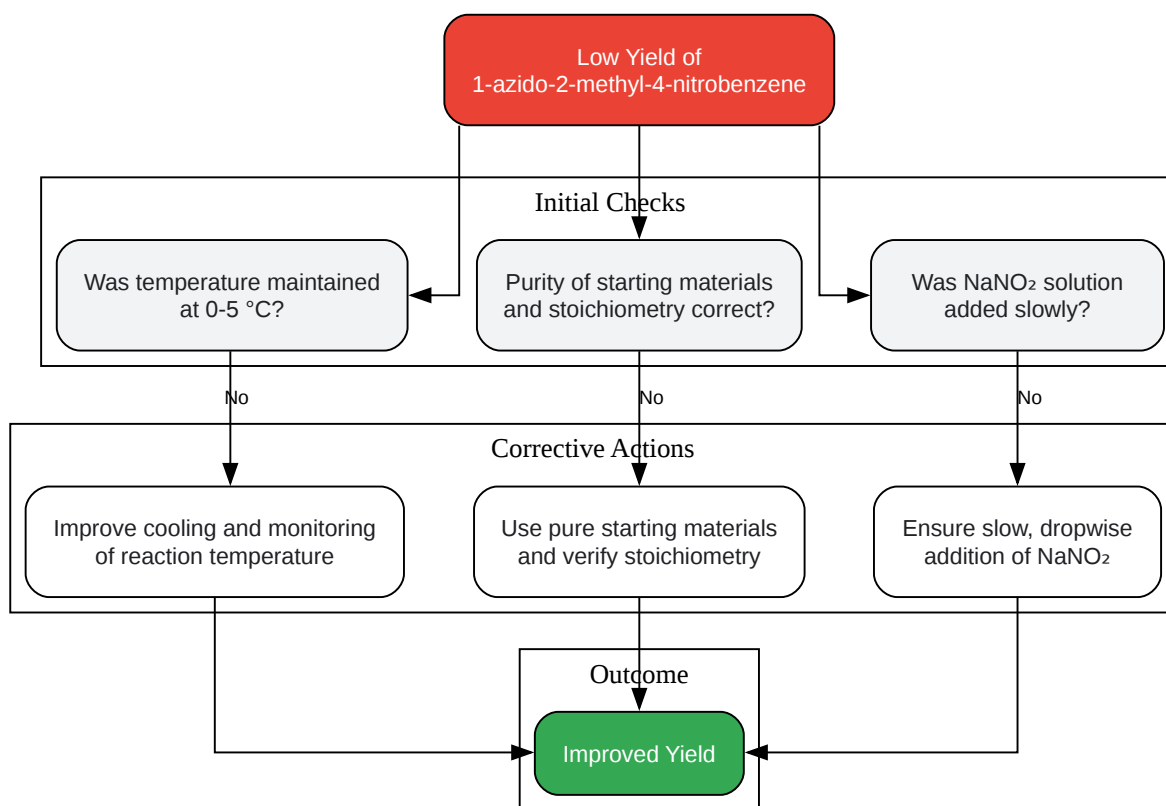 Low Yield of
1-azido-2-methyl-4-nitrobenzene
Initial Checks
Was temperature maintained
at 0-5 °C?
Purity of starting materials
and stoichiometry correct?
Was NaNO₂ solution
added slowly?
No
No
No
Corrective Actions
Improve cooling and monitoring
of reaction temperature
Use pure starting materials
and verify stoichiometry
Ensure slow, dropwise
addition of NaNO₂
Outcome
Improved Yield